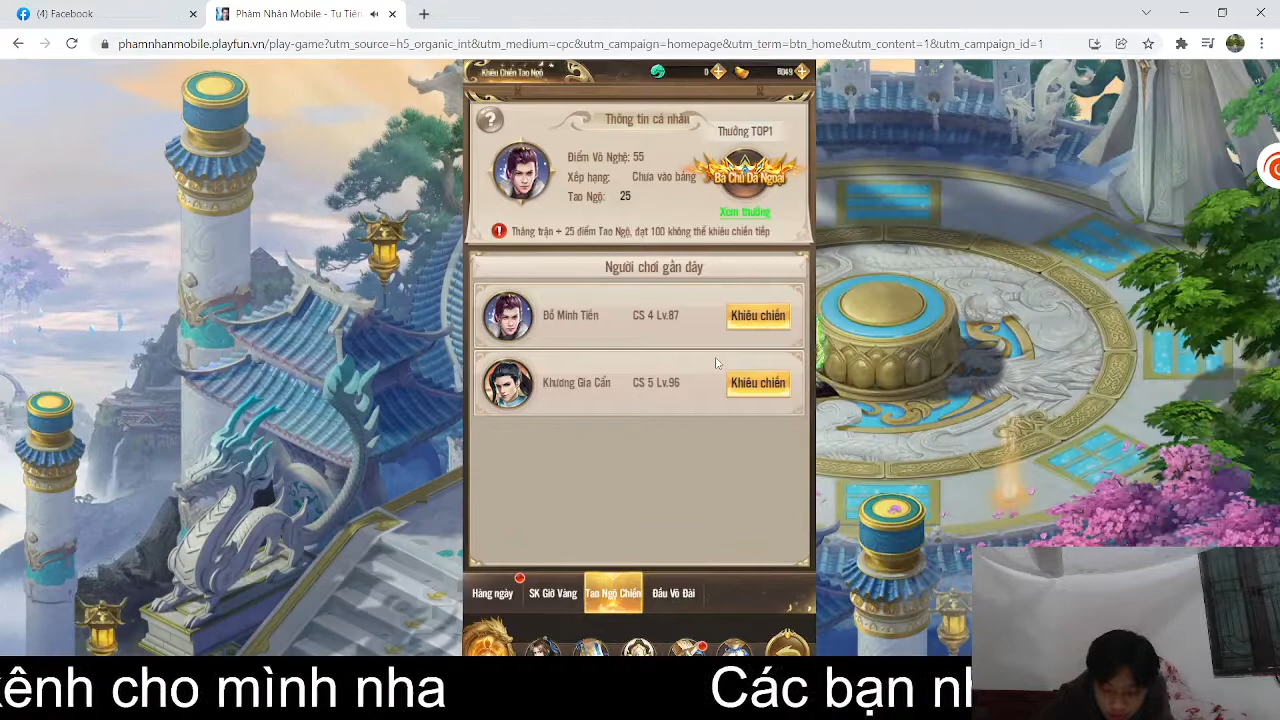 (4) Facebook
Phàm Nhân Mobile - Tu Tiên
phamnhanmobile.playfun.vn/play-game?utm_source=h5_organic_int&utm_medium=cpc&utm_campaign=homepage&utm_term=btn_home&utm_content=1&utm_campaign_id=1
Khiêu Chiến Tao Ngộ
0
8049
Thông tin cá nhân
Thưởng TOP1
Điểm Võ Nghệ: 55
Xếp hạng: Chưa vào bảng
Bá Chủ Dã Ngoại
Tao Ngộ: 25
Xem thưởng
Thắng trận + 25 điểm Tao Ngộ, đạt 100 không thể khiêu chiến tiếp
Người chơi gần đây
Đỗ Minh Tiến CS 4 Lv.87 Khiêu chiến
Khương Gia Cẩn CS 5 Lv.96 Khiêu chiến
Hàng ngày SK Giờ Vàng Tao Ngộ Chiến Đấu Võ Đài
kênh cho mình nha Các bạn nh